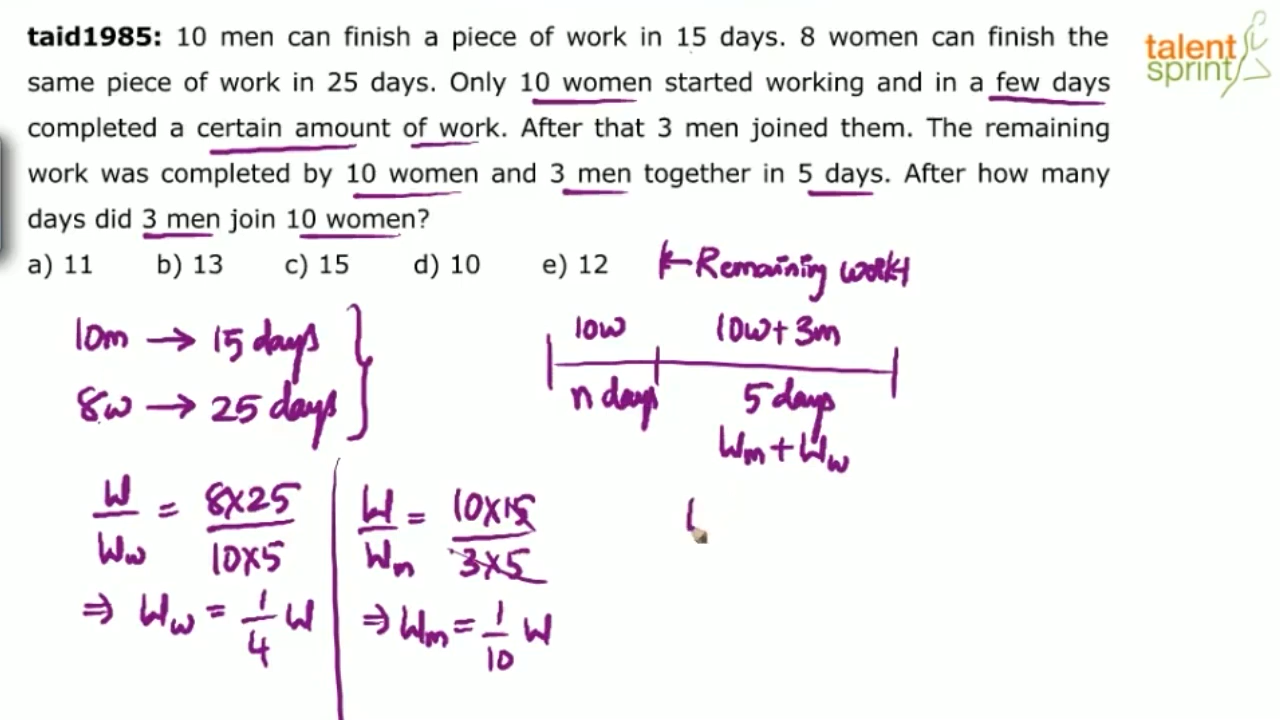 taid1985: 10 men can finish a piece of work in 15 days. 8 women can finish the
same piece of work in 25 days. Only 10 women started working and in a few days
completed a certain amount of work. After that 3 men joined them. The remaining
work was completed by 10 women and 3 men together in 5 days. After how many
days did 3 men join 10 women?
a) 11 b) 13 c) 15 d) 10 e) 12
talent
sprint
Remaining work
10m → 15 days
8w → 25 days
10w 10w + 3m
n days 5 days
Wm + Ww
W/Ww = 8×25/10×5
⇒ Ww = 1/4 W
W/Wm = 10×15/3×5
⇒ Wm = 1/10 W